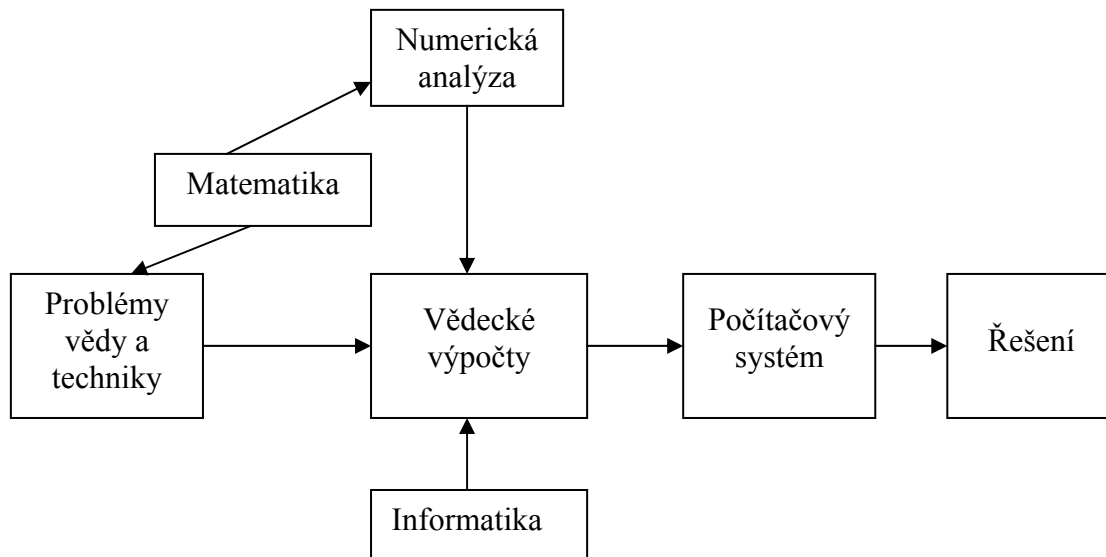 Numerická
analýza
Matematika
Problémy
vědy a
techniky
Vědecké
výpočty
Počítačový
systém
Řešení
Informatika